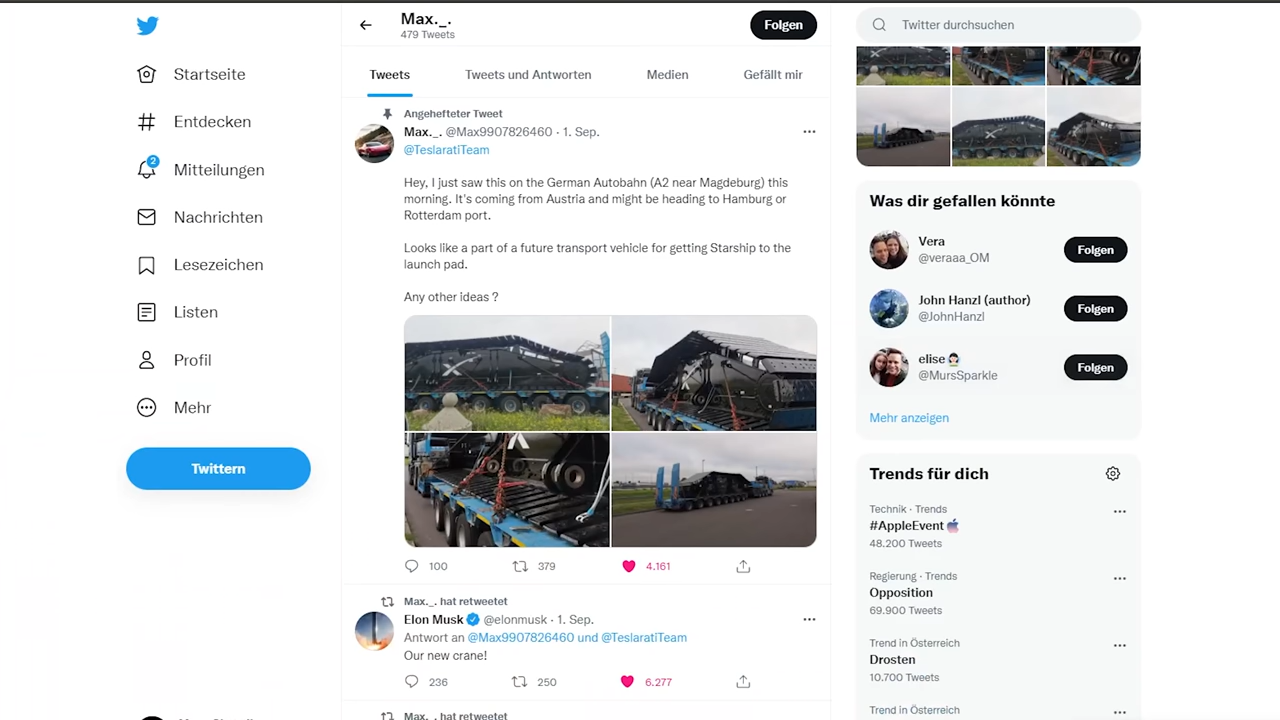 Startseite
Entdecken
2
Mitteilungen
Nachrichten
Lesezeichen
Listen
Profil
Mehr
Twittern
Max._.
479 Tweets
Folgen
Tweets
Tweets und Antworten
Medien
Gefällt mir
Angehefteter Tweet
Max._. @Max9907826460 · 1. Sep.
@TeslaratiTeam
Hey, I just saw this on the German Autobahn (A2 near Magdeburg) this
morning. It's coming from Austria and might be heading to Hamburg or
Rotterdam port.
Looks like a part of a future transport vehicle for getting Starship to the
launch pad.
Any other ideas ?
100 379 4.161
Max._. hat retweetet
Elon Musk @elonmusk · 1. Sep.
Antwort an @Max9907826460 und @TeslaratiTeam
Our new crane!
236 250 6.277
Max._. hat retweetet
Twitter durchsuchen
Was dir gefallen könnte
Vera
@veraaa_OM
Folgen
John Hanzl (author)
@JohnHanzl
Folgen
elise
@MursSparkle
Folgen
Mehr anzeigen
Trends für dich
Technik · Trends
#AppleEvent
48.200 Tweets
Regierung · Trends
Opposition
69.900 Tweets
Trend in Österreich
Drosten
10.700 Tweets
Trend in Österreich